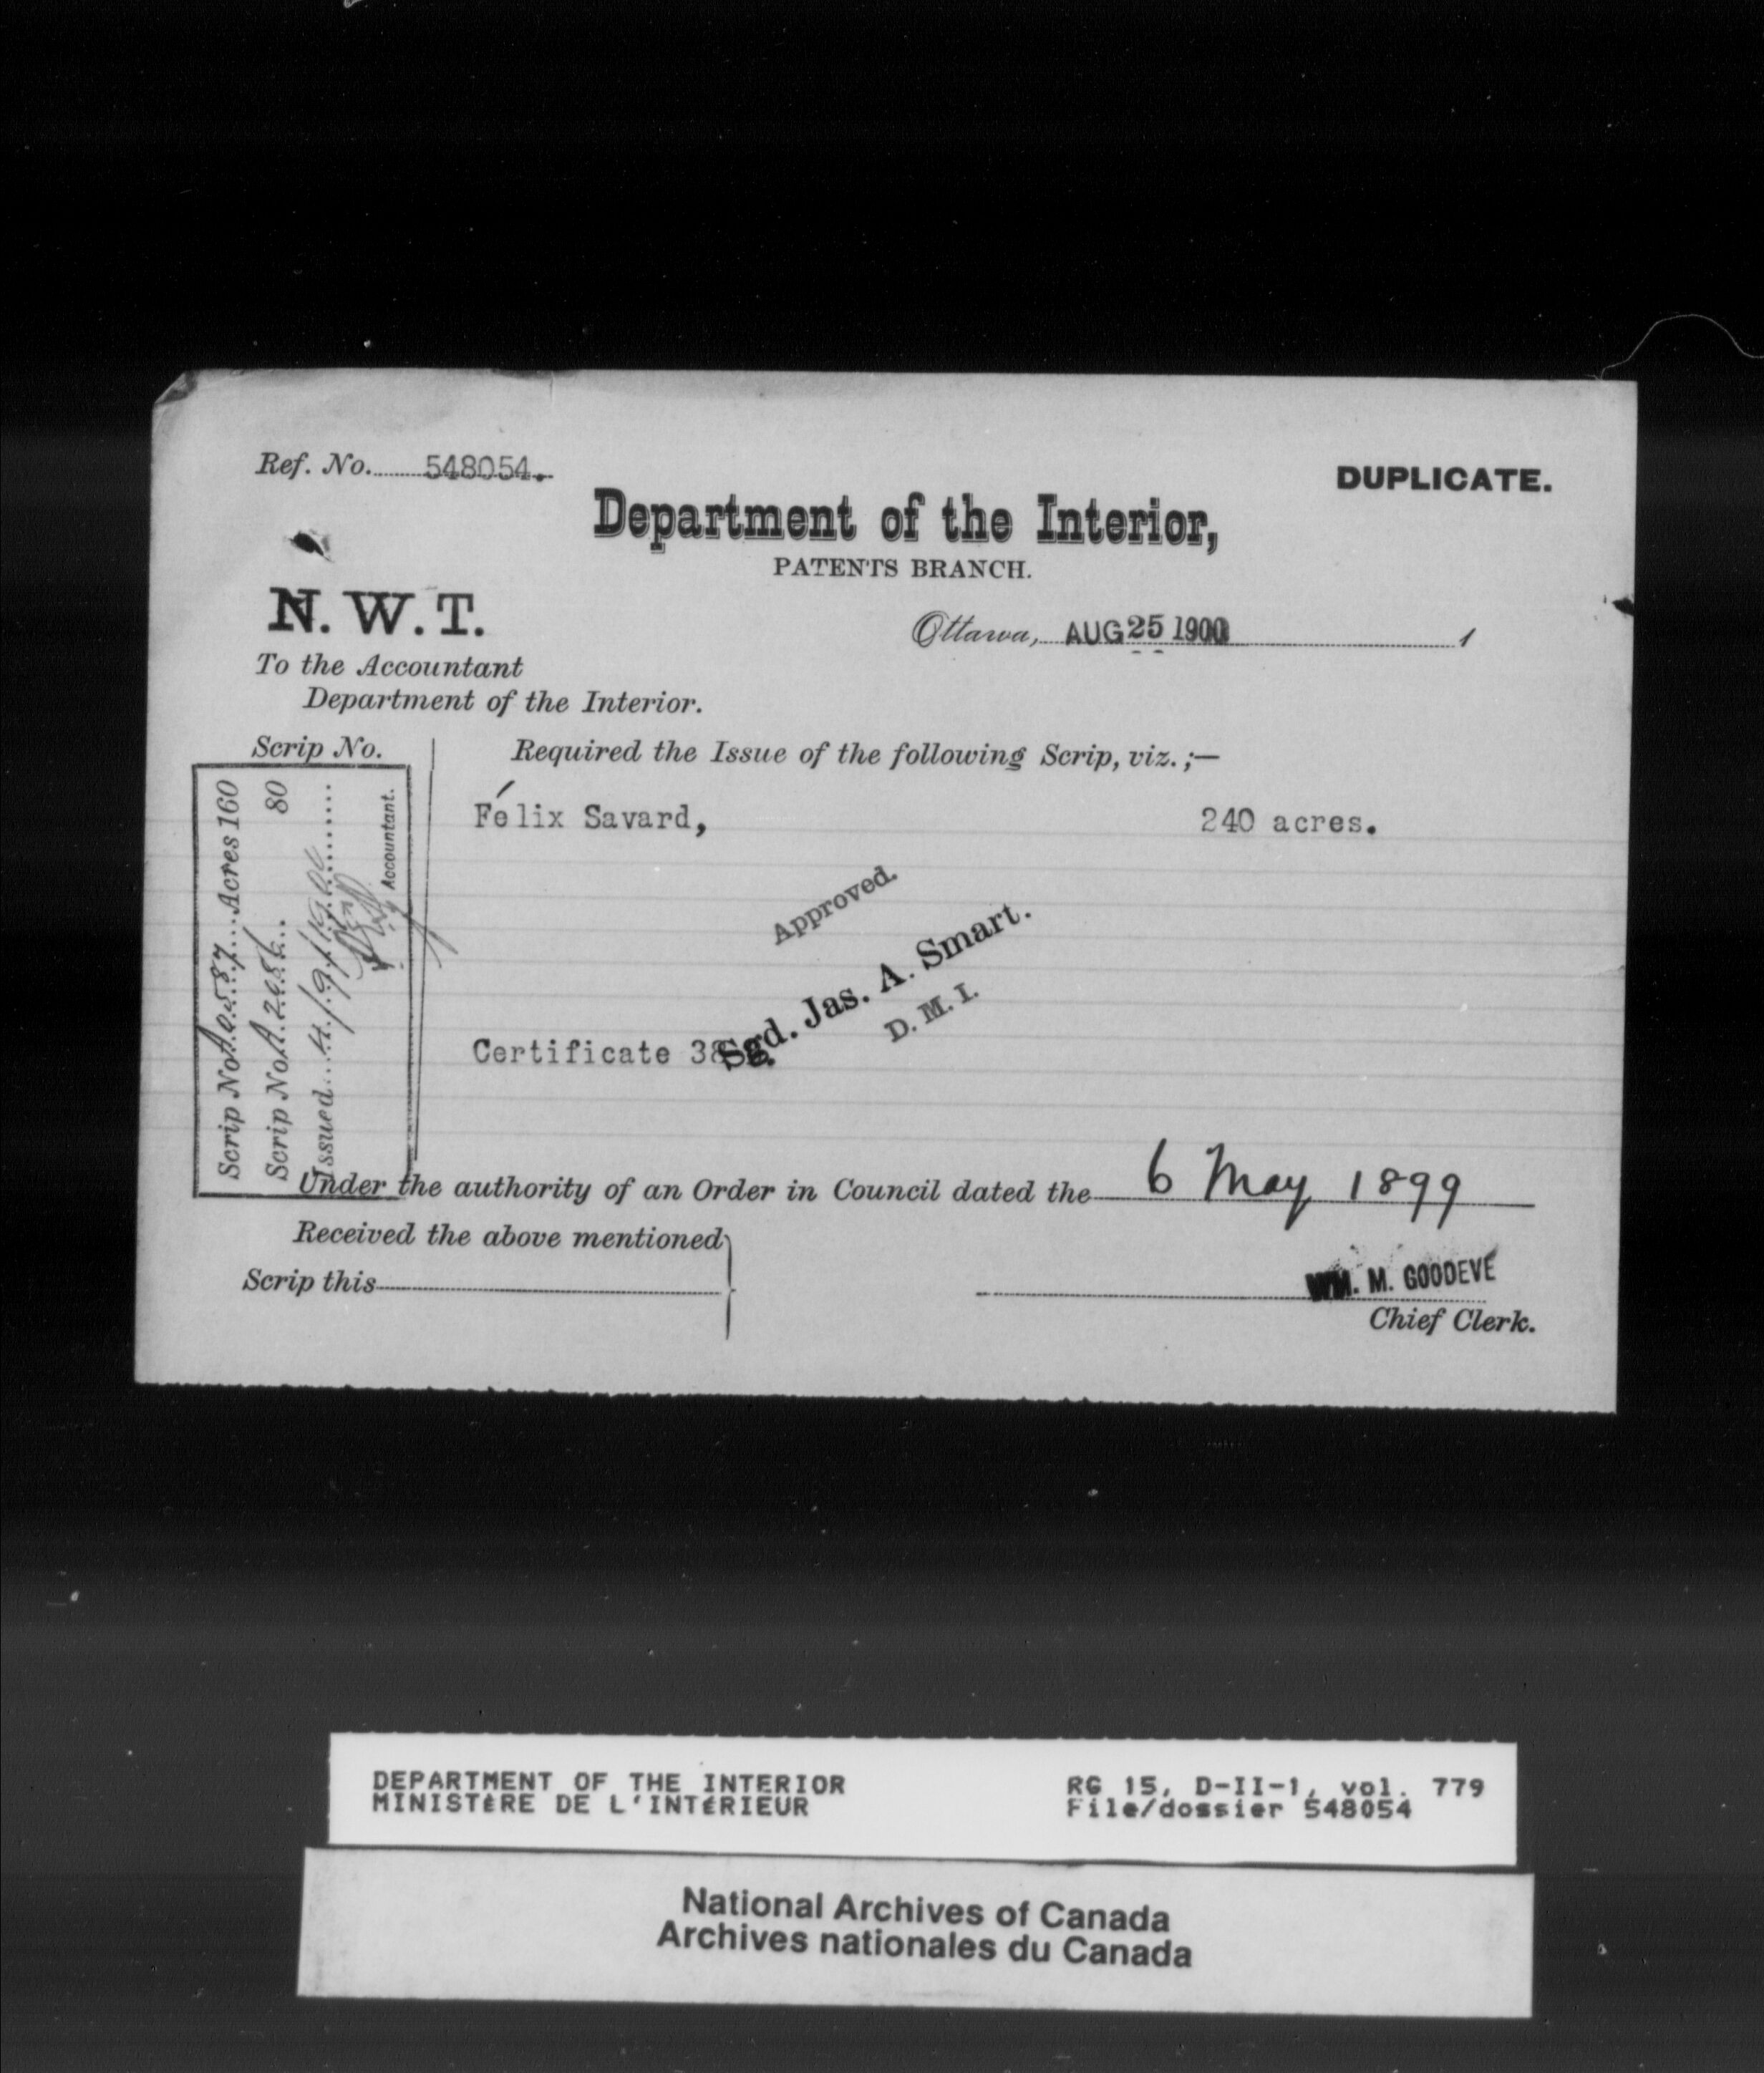 Ref. No. 548054.
DUPLICATE.
Department of the Interior,
PATENTS BRANCH.
N. W. T.
Ottawa, AUG 25 1900 1
To the Accountant
Department of the Interior.
Scrip No.
Required the Issue of the following Scrip, viz. ;—
Félix Savard, 240 acres.
Scrip No. Acres 160
Scrip No. 80
Issued 4/9/1900
Accountant.
Approved.
Sgd. Jas. A. Smart.
D. M. I.
Certificate
Under the authority of an Order in Council dated the 6 May 1899
Received the above mentioned
Scrip this
WM. M. GOODEVE
Chief Clerk.
DEPARTMENT OF THE INTERIOR
MINISTÈRE DE L'INTÉRIEUR
RG 15, D-II-1, vol. 779
File/dossier 548054
National Archives of Canada
Archives nationales du Canada